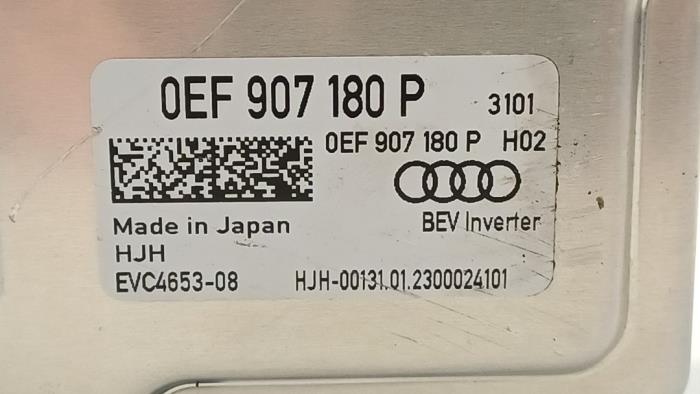 0EF 907 180 P 3101
0EF 907 180 P H02
Made in Japan BEV Inverter
HJH
EVC4653-08 HJH-00131.01.2300024101